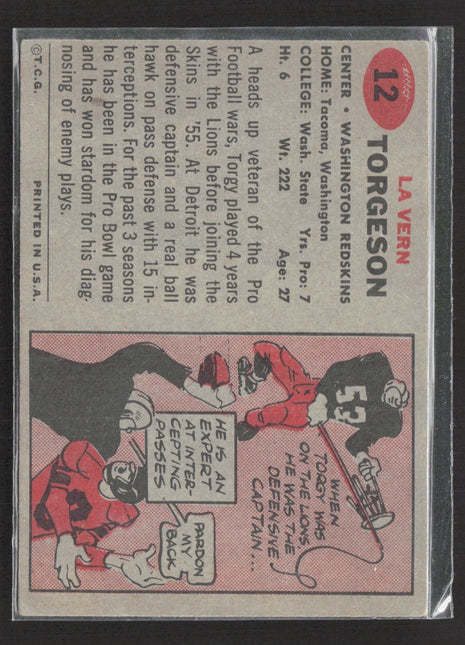 12
LA VERN
TORGESON
CENTER • WASHINGTON REDSKINS
HOME: Tacoma, Washington
COLLEGE: Wash. State Yrs. Pro: 7
Ht. 6 Wt. 222 Age: 27
A heads up veteran of the Pro
Football wars, Torgy played 4 years
with the Lions before joining the
Skins in '55. At Detroit he was
defensive captain and a real ball
hawk on pass defense with 15 in-
terceptions. For the past 3 seasons
he has been in the Pro Bowl game
and has won stardom for his diag-
nosing of enemy plays.
©T.C.G. PRINTED IN U.S.A.
53
WHEN
TORGY WAS
ON THE LIONS,
HE WAS THE
DEFENSIVE
CAPTAIN...
HE IS AN
EXPERT
AT INTER-
CEPTING
PASSES.
PARDON
MY
BACK